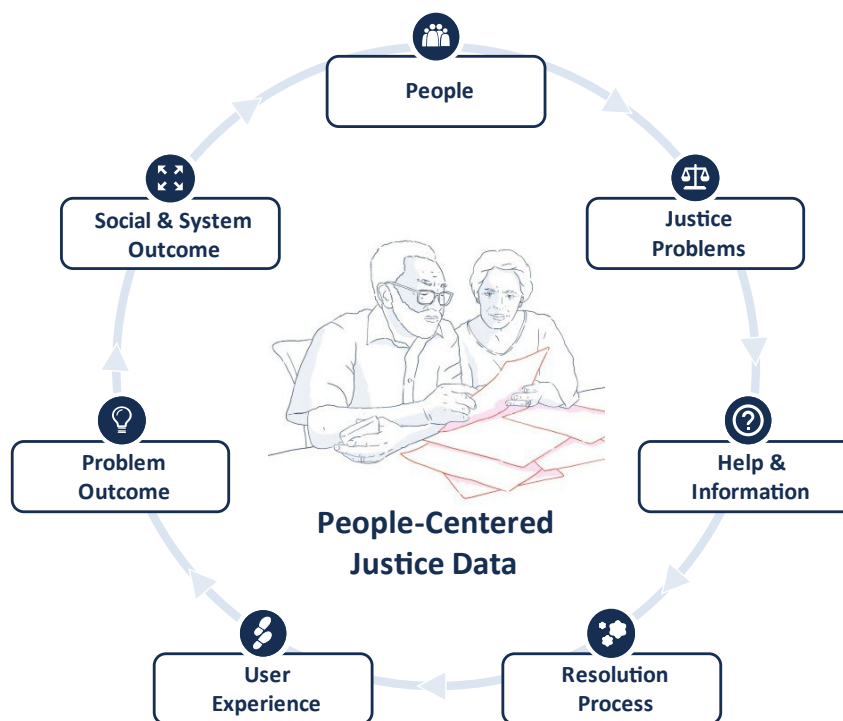 People
Justice
Problems
Help &
Information
Resolution
Process
User
Experience
Problem
Outcome
Social & System
Outcome
People-Centered
Justice Data